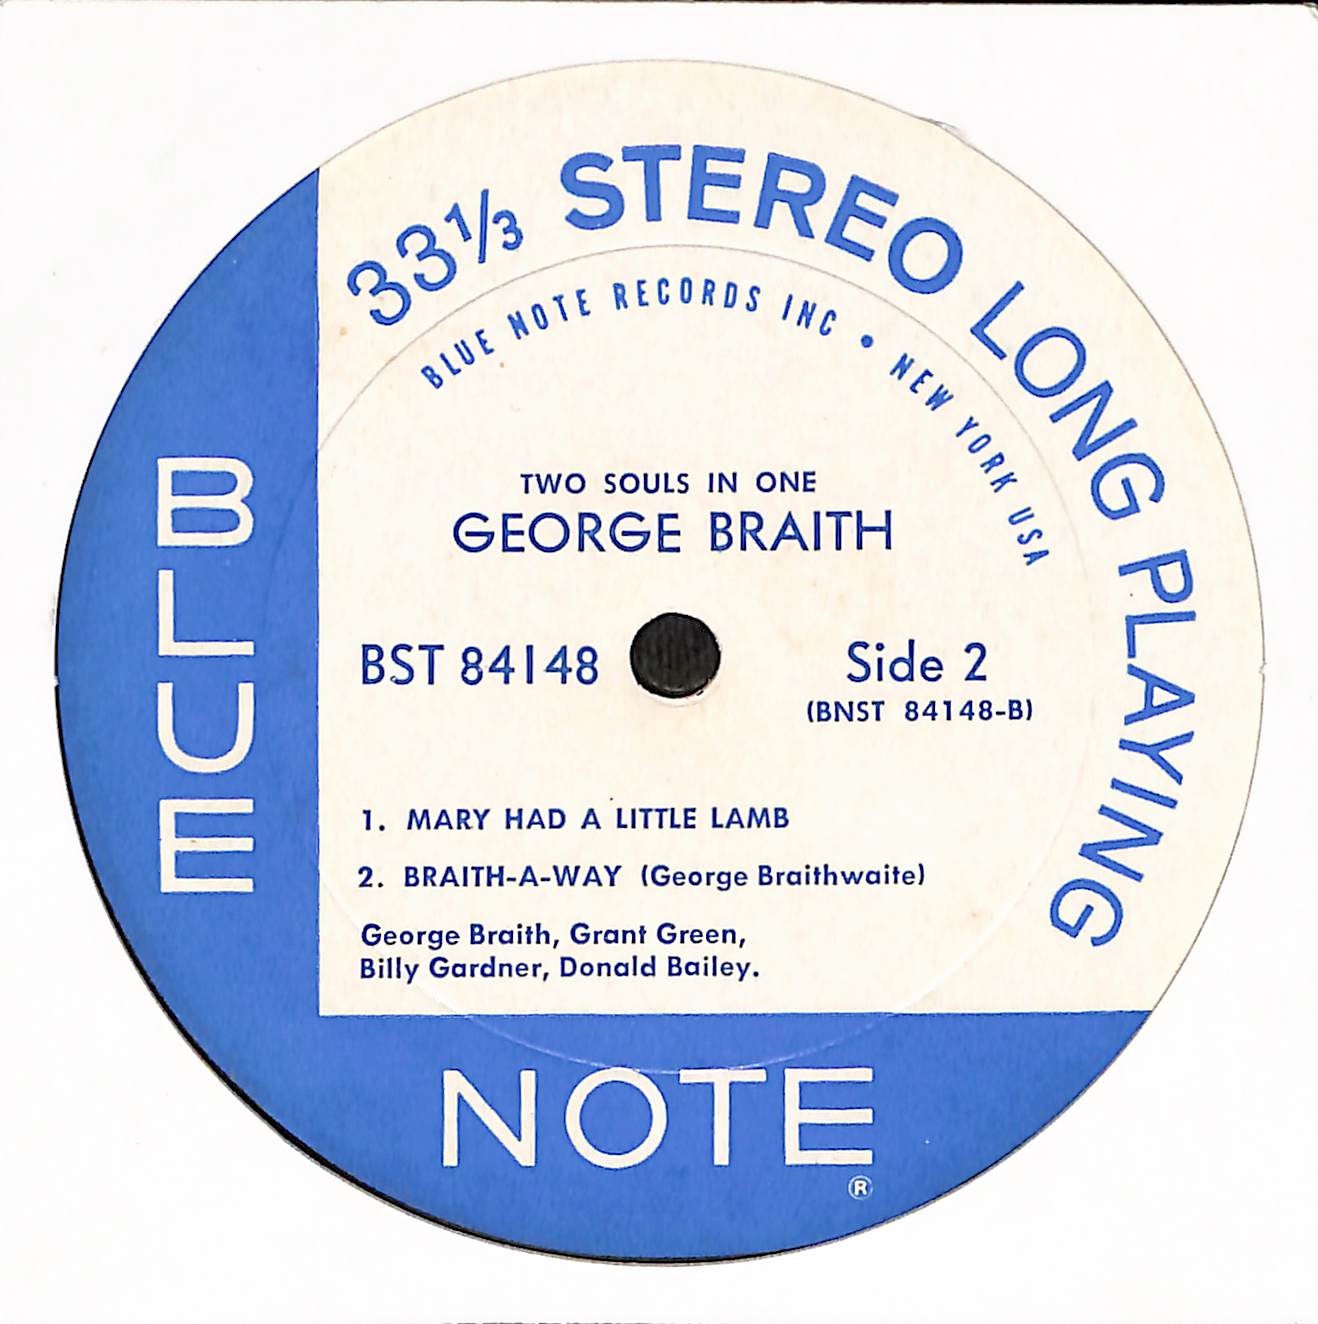 33 1/3 STEREO LONG PLAYING
BLUE NOTE RECORDS INC • NEW YORK USA
TWO SOULS IN ONE
GEORGE BRAITH
BST 84148
Side 2
(BNST 84148-B)
1. MARY HAD A LITTLE LAMB
2. BRAITH-A-WAY (George Braithwaite)
George Braith, Grant Green,
Billy Gardner, Donald Bailey.
BLUE
NOTE
®